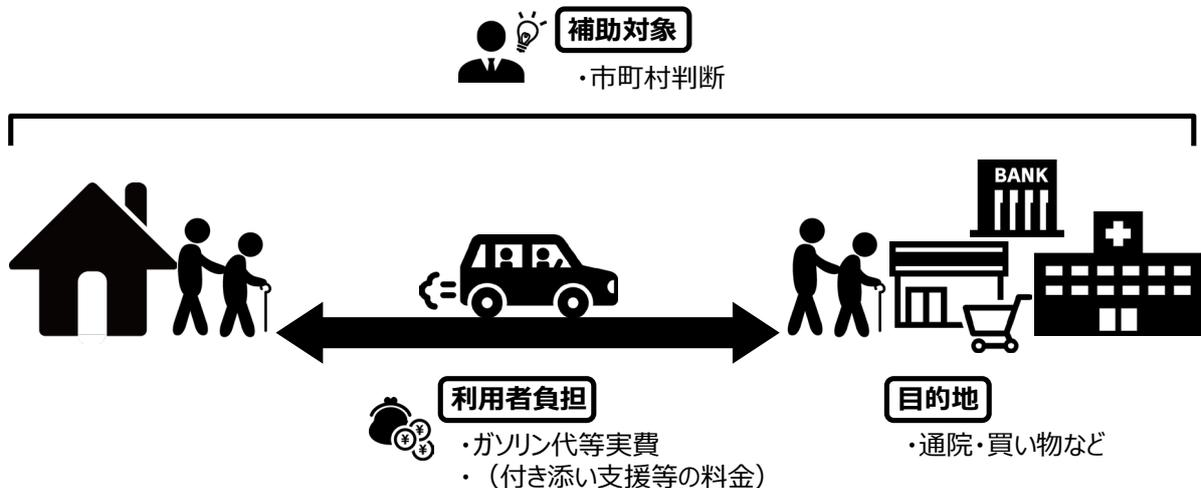 補助対象
・市町村判断
BANK
利用者負担
・ガソリン代等実費
・（付き添い支援等の料金）
目的地
・通院・買い物など